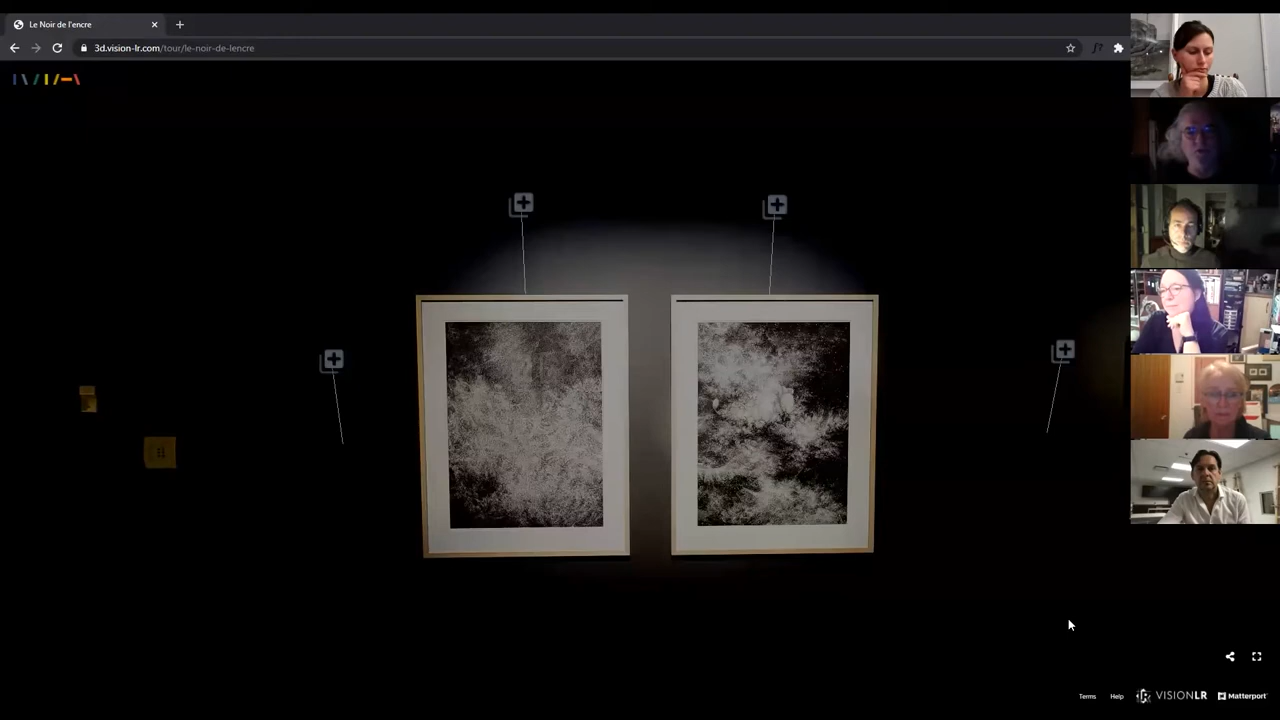 Le Noir de l'encre
3d.vision-lr.com/tour/le-noir-de-lencre
f?
Terms
Help
VISIONLR
Matterport